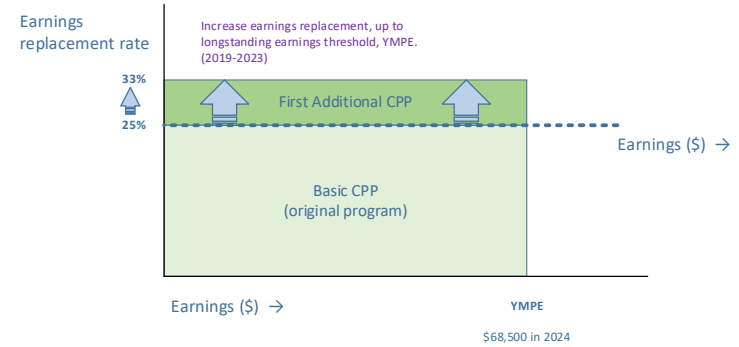 Earnings
replacement rate
Increase earnings replacement, up to
longstanding earnings threshold, YMPE.
(2019-2023)
33%
First Additional CPP
25%
Earnings ($) →
Basic CPP
(original program)
Earnings ($) →
YMPE
$68,500 in 2024